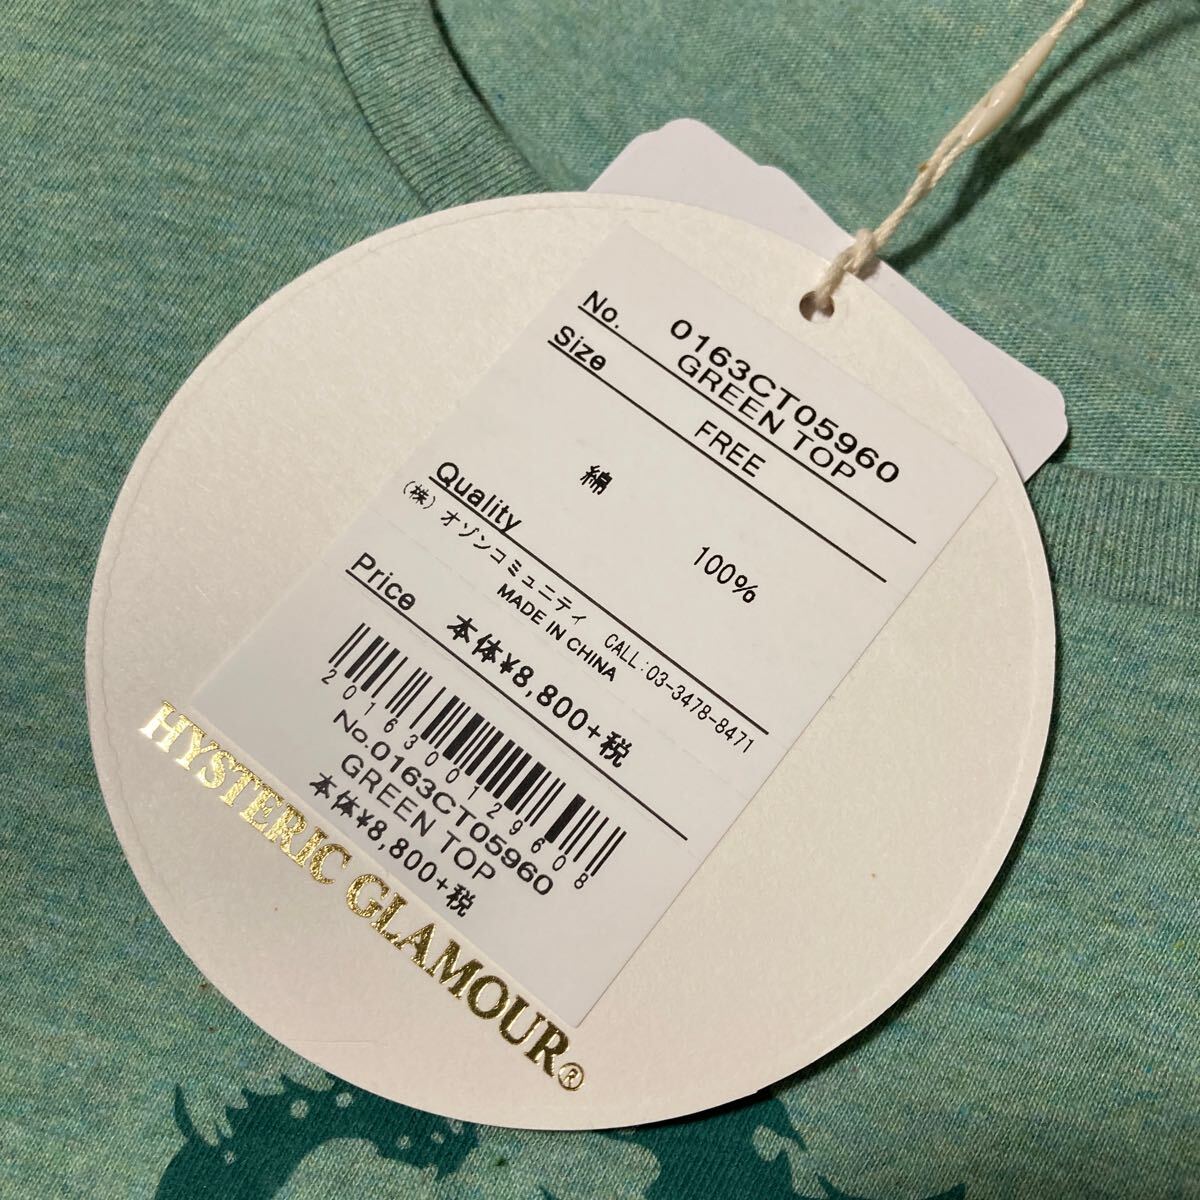 No. 0163CT05960
GREEN TOP
Size FREE
綿 100%
Quality
(株)オゾンコミュニティ CALL:03-3478-8471
MADE IN CHINA
Price 本体¥8,800+税
2016300129608
No.0163CT05960
GREEN TOP
本体¥8,800+税
HYSTERIC GLAMOUR®